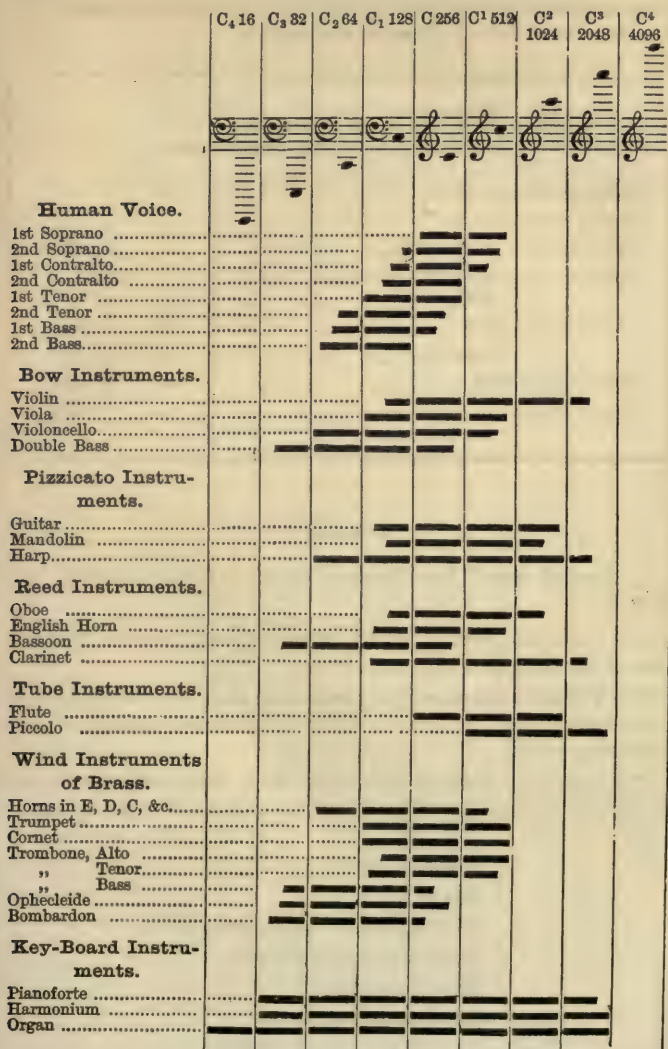 C₄ 16 C₃ 32 C₂ 64 C₁ 128 C 256 C¹ 512 C² 1024 C³ 2048 C⁴ 4096
Human Voice.
1st Soprano
2nd Soprano
1st Contralto
2nd Contralto
1st Tenor
2nd Tenor
1st Bass
2nd Bass
Bow Instruments.
Violin
Viola
Violoncello
Double Bass
Pizzicato Instru-
ments.
Guitar
Mandolin
Harp
Reed Instruments.
Oboe
English Horn
Bassoon
Clarinet
Tube Instruments.
Flute
Piccolo
Wind Instruments
of Brass.
Horns in E, D, C, &c.
Trumpet
Cornet
Trombone, Alto
„ Tenor
„ Bass
Ophecleide
Bombardon
Key-Board Instru-
ments.
Pianoforte
Harmonium
Organ